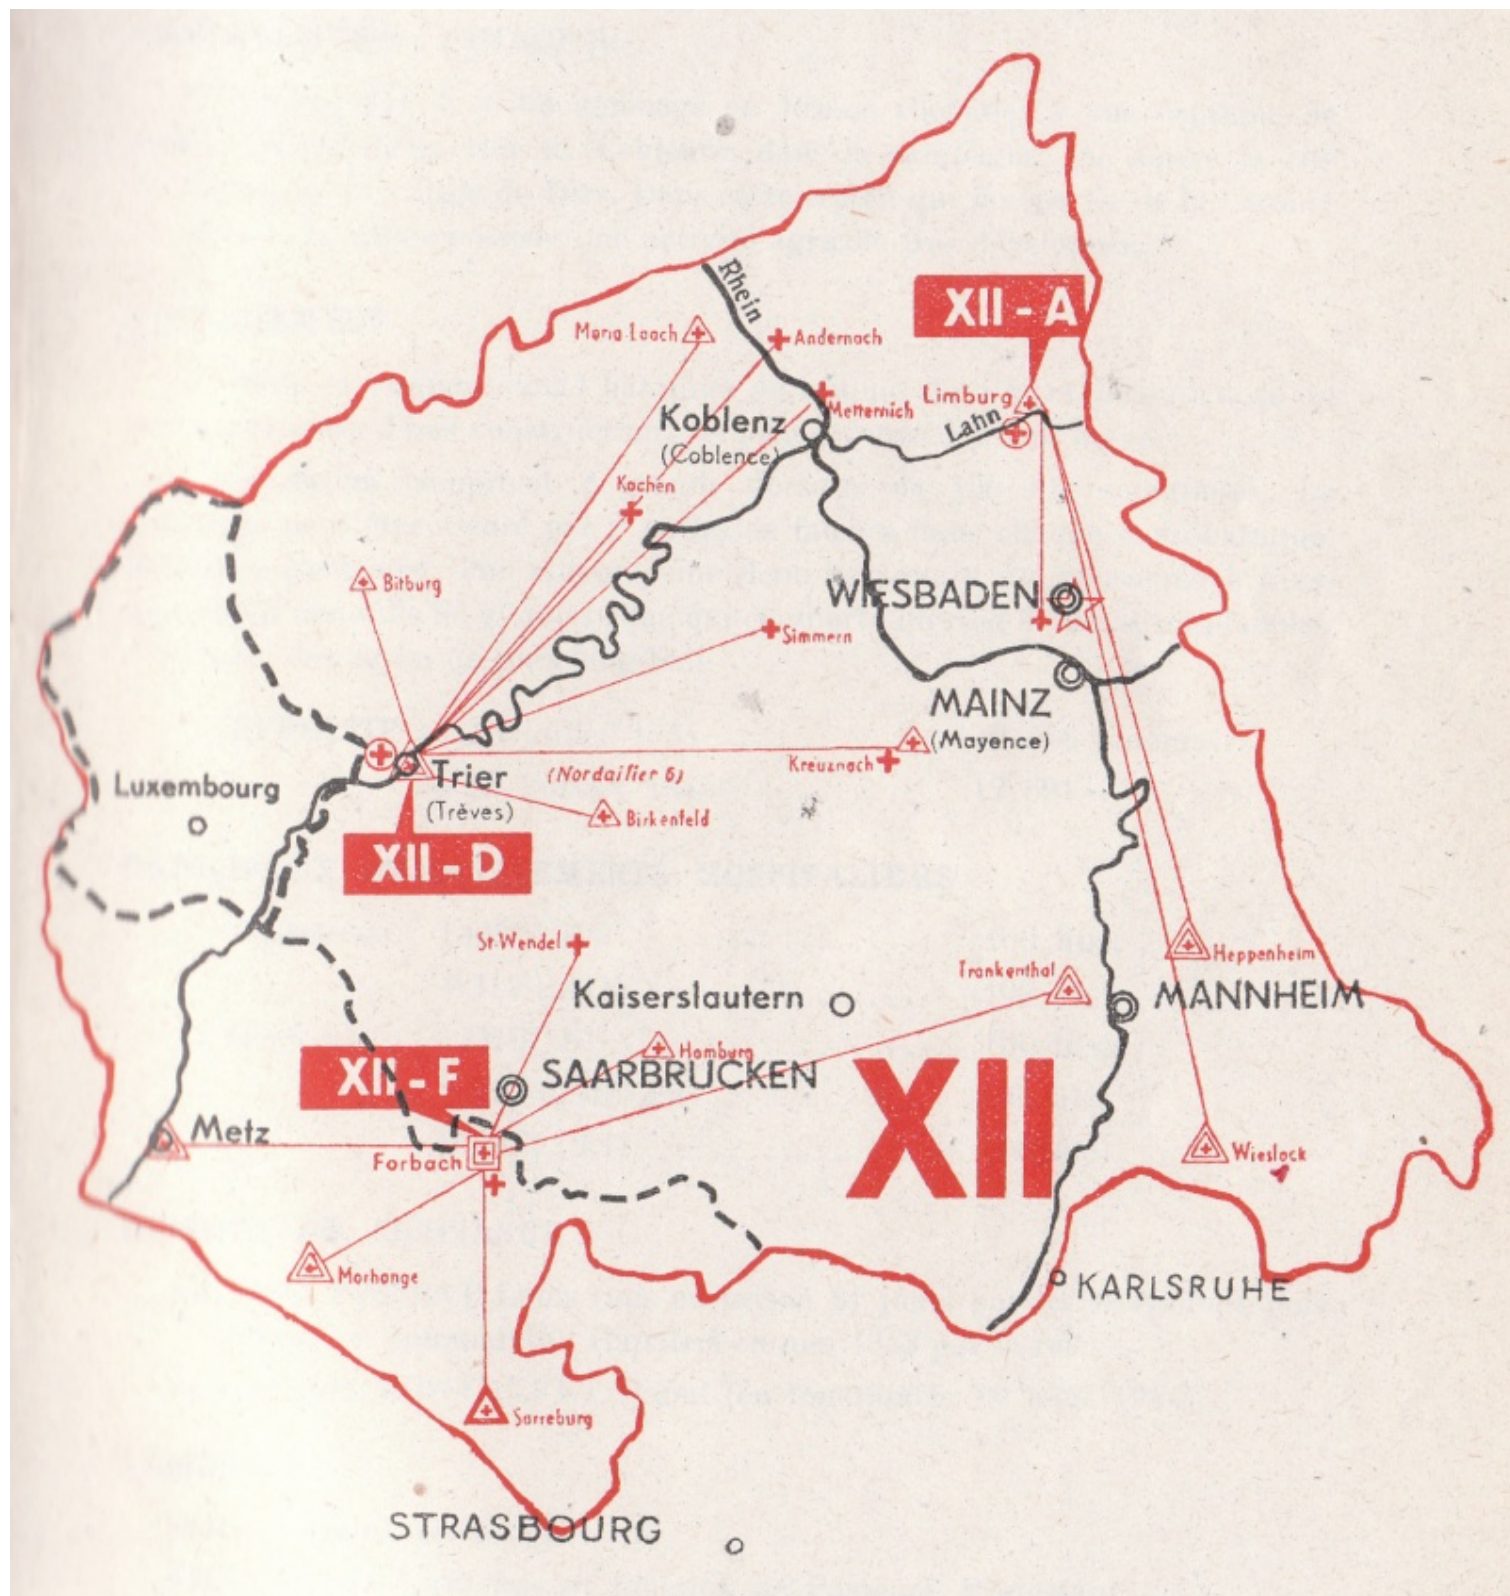 Rhein
XII - A
Maria-Laach
Andernach
Metternich
Limburg
Koblenz
(Coblence)
Lahn
Kochen
Bitburg
WIESBADEN
Simmern
MAINZ
(Mayence)
Kreuznach
Trier
(Nordailier 6)
(Trèves)
Luxembourg
Birkenfeld
XII - D
St Wendel
Heppenheim
Trankenthal
Kaiserslautern
MANNHEIM
Homburg
XII - F
SAARBRUCKEN
XII
Metz
Forbach
Wieslock
Morhange
KARLSRUHE
Sarreburg
STRASBOURG